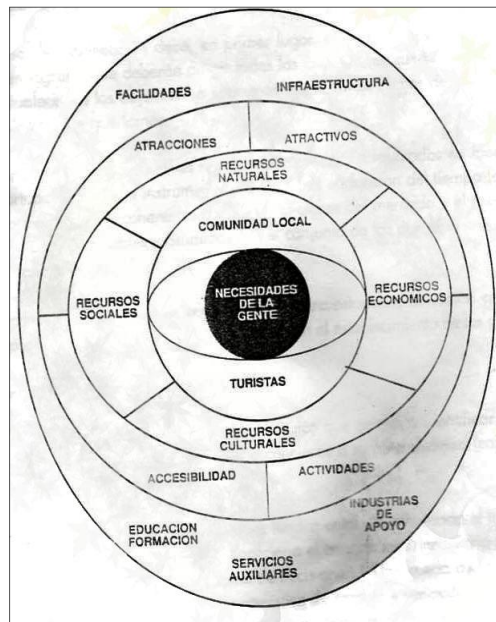 FACILIDADES
INFRAESTRUCTURA
ATRACCIONES
ATRACTIVOS
RECURSOS
NATURALES
COMUNIDAD LOCAL
RECURSOS
SOCIALES
NECESIDADES
DE LA
GENTE
RECURSOS
ECONOMICOS
TURISTAS
RECURSOS
CULTURALES
ACCESIBILIDAD
ACTIVIDADES
EDUCACION
FORMACION
INDUSTRIAS
DE
APOYO
SERVICIOS
AUXILIARES